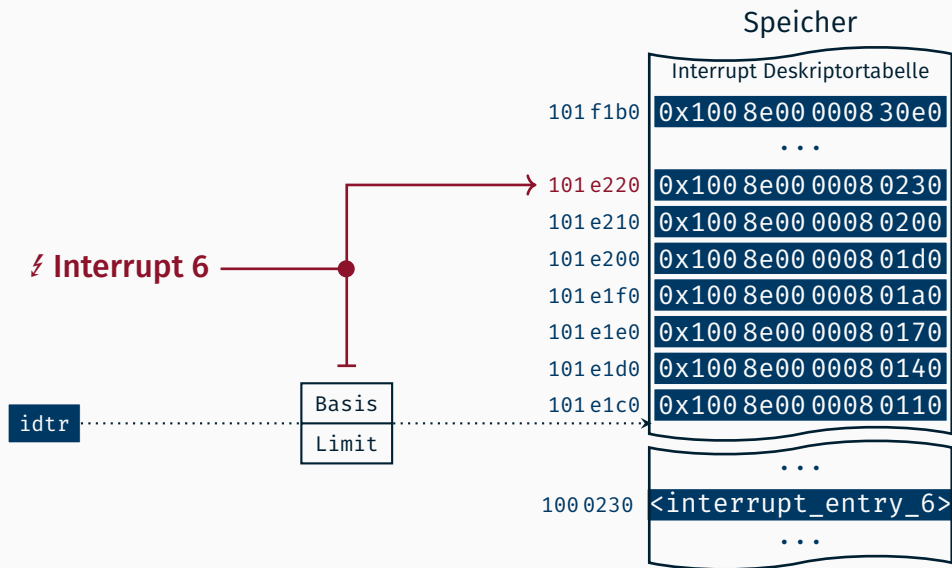 Speicher
Interrupt Deskriptortabelle
101 f1b0 0x100 8e00 0008 30e0
...
101 e220 0x100 8e00 0008 0230
101 e210 0x100 8e00 0008 0200
Interrupt 6
101 e200 0x100 8e00 0008 01d0
101 e1f0 0x100 8e00 0008 01a0
101 e1e0 0x100 8e00 0008 0170
101 e1d0 0x100 8e00 0008 0140
Basis
101 e1c0 0x100 8e00 0008 0110
idtr
Limit
...
100 0230 <interrupt_entry_6>
...